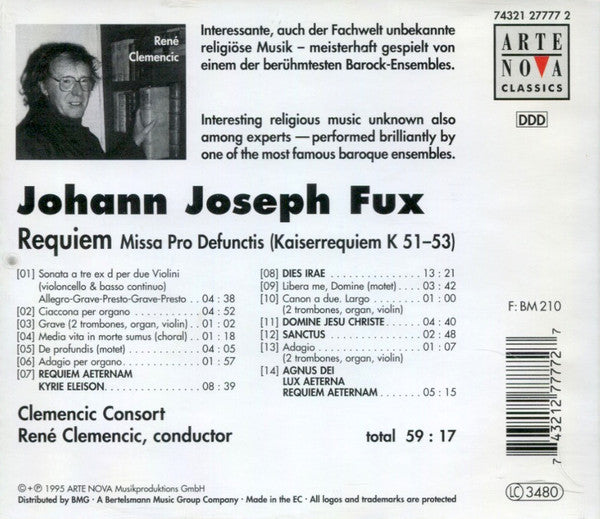 74321 27777 2
René
Clemencic
Interessante, auch der Fachwelt unbekannte
religiöse Musik – meisterhaft gespielt von
einem der berühmtesten Barock-Ensembles.
ARTE
NOVA
CLASSICS
DDD
Interesting religious music unknown also
among experts — performed brilliantly by
one of the most famous baroque ensembles.
Johann Joseph Fux
Requiem Missa Pro Defunctis (Kaiserrequiem K 51–53)
[01] Sonata a tre ex d per due Violini
(violoncello & basso continuo)
Allegro-Grave-Presto-Grave-Presto . . 04 : 38
[02] Ciaccona per organo . . . . . . . . . . 04 : 52
[03] Grave (2 trombones, organ, violin) . . 01 : 02
[04] Media vita in morte sumus (choral) . . 01 : 18
[05] De profundis (motet) . . . . . . . . . . 04 : 05
[06] Adagio per organo . . . . . . . . . . . 01 : 57
[07] REQUIEM AETERNAM
KYRIE ELEISON. . . . . . . . . . . . . . 08 : 39
[08] DIES IRAE . . . . . . . . . . . . . . . 13 : 21
[09] Libera me, Domine (motet) . . . . 03 : 42
[10] Canon a due. Largo . . . . . . . . 01 : 00
(2 trombones, organ, violin)
[11] DOMINE JESU CHRISTE . . . . . . 04 : 40
[12] SANCTUS . . . . . . . . . . . . . . . 02 : 48
[13] Adagio . . . . . . . . . . . . . . . . 01 : 07
(2 trombones, organ, violin)
[14] AGNUS DEI
LUX AETERNA
REQUIEM AETERNAM . . . . . . . . 05 : 15
F: BM 210
7 43212 77772 7
Clemencic Consort
René Clemencic, conductor
total 59 : 17
©+℗ 1995 ARTE NOVA Musikproduktions GmbH
Distributed by BMG · A Bertelsmann Music Group Company · Made in the EC · All logos and trademarks are protected
LC 3480